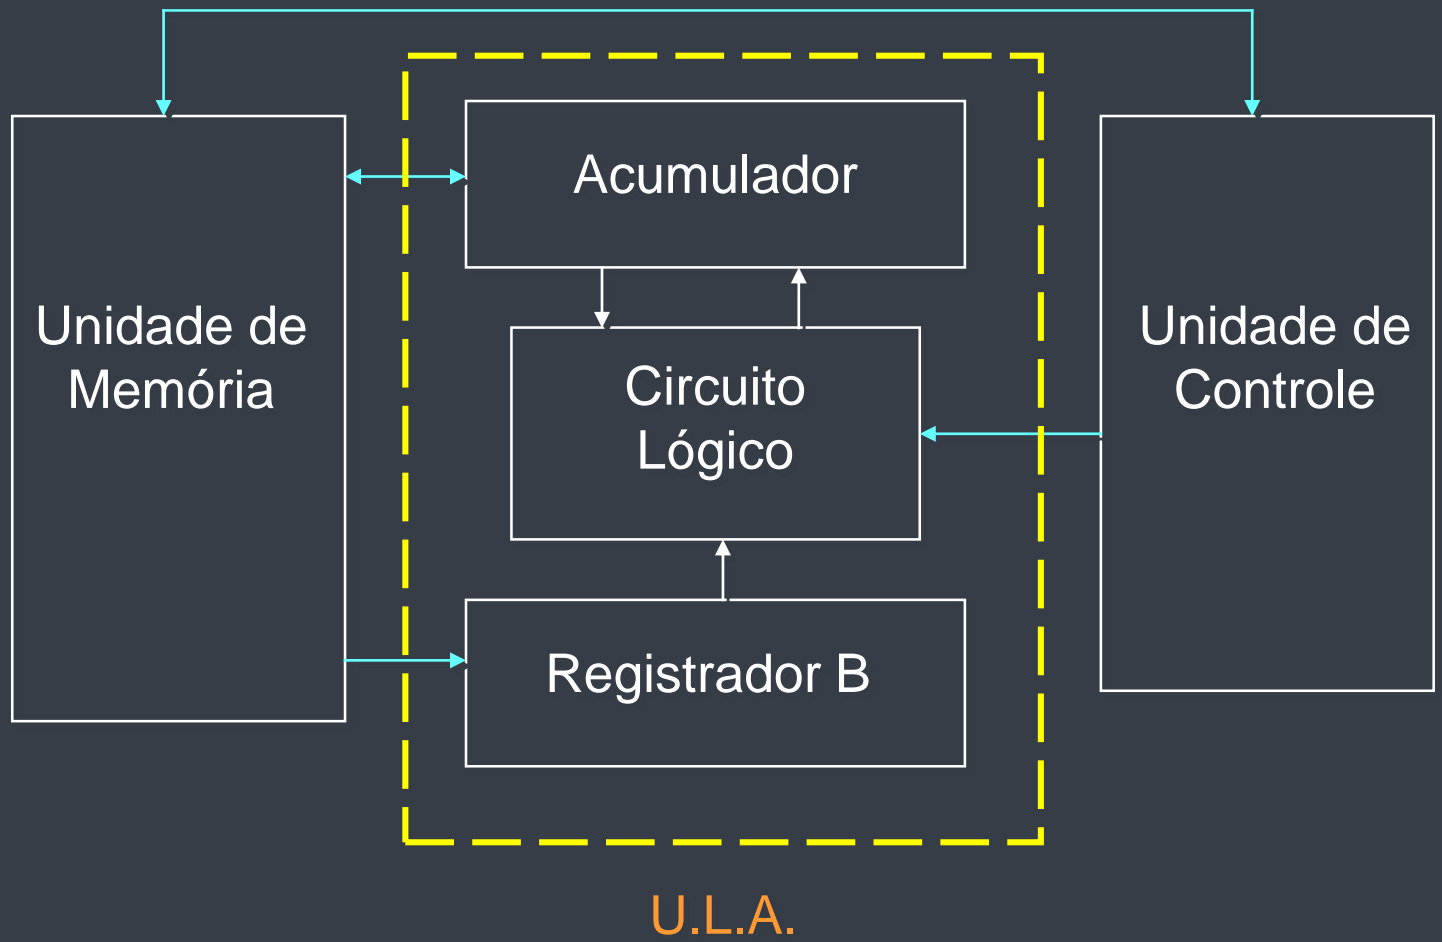 Acumulador
Unidade de
Memória
Circuito
Lógico
Unidade de
Controle
Registrador B
U.L.A.